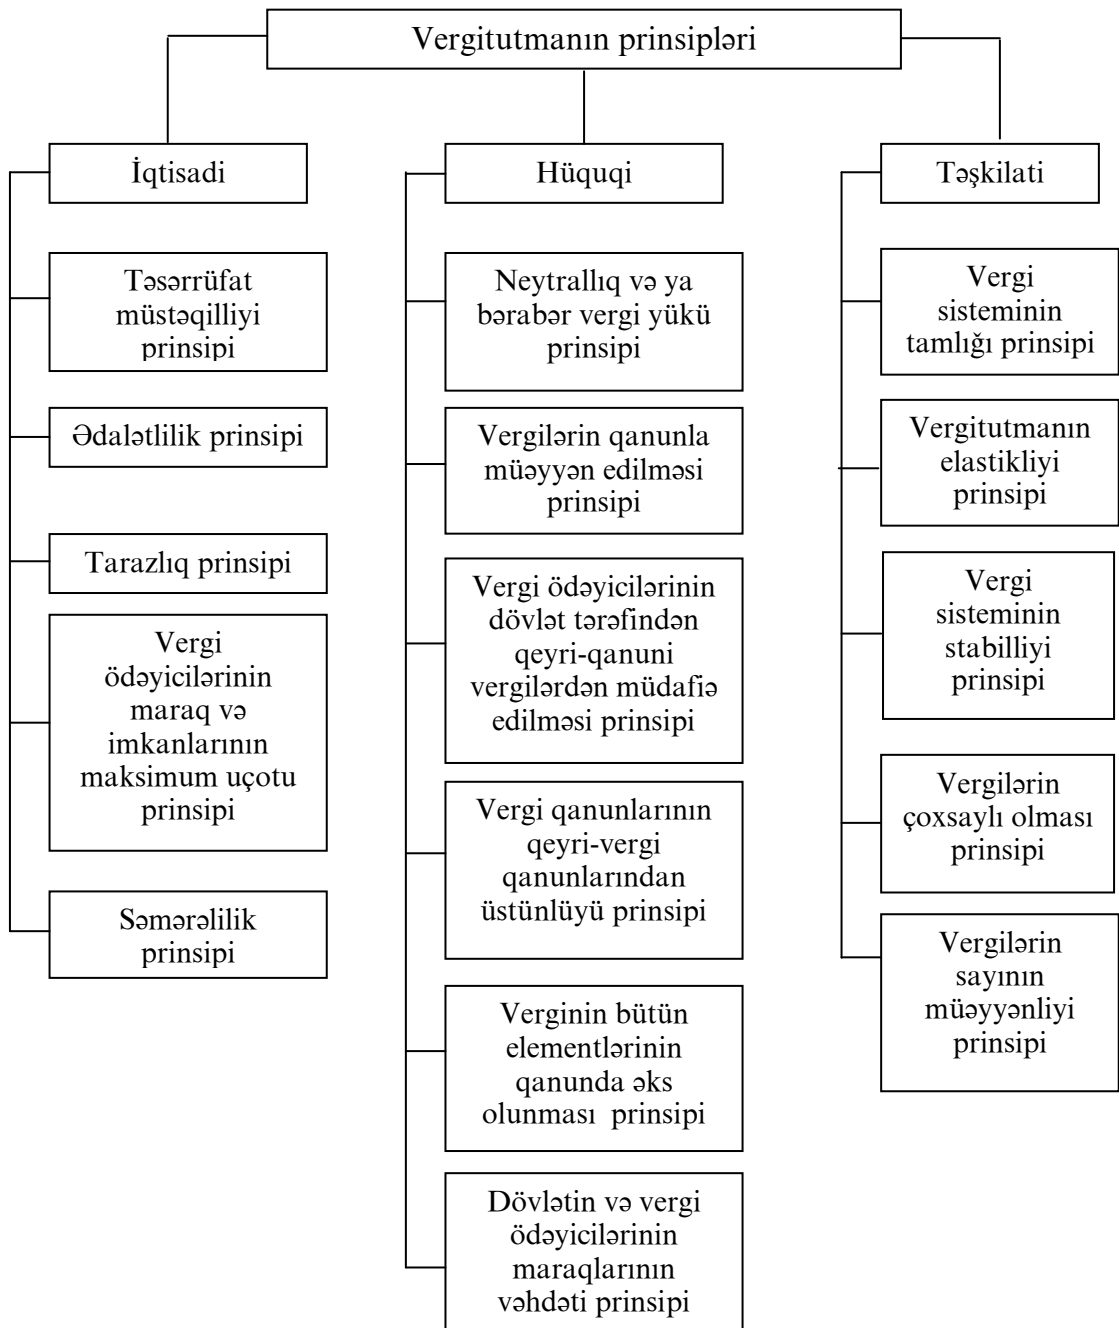 Vergitutmanın prinsipləri
İqtisadi
Təsərrüfat
müstəqilliyi
prinsipi
Ədalətlilik prinsipi
Tarazlıq prinsipi
Vergi
ödəyicilərinin
maraq və
imkanlarının
maksimum uçotu
prinsipi
Səmərəlilik
prinsipi
Hüquqi
Neytrallıq və ya
bərabər vergi yükü
prinsipi
Vergilərin qanunla
müəyyən edilməsi
prinsipi
Vergi ödəyicilərinin
dövlət tərəfindən
qeyri-qanuni
vergilərdən müdafiə
edilməsi prinsipi
Vergi qanunlarının
qeyri-vergi
qanunlarından
üstünlüyü prinsipi
Verginin bütün
elementlərinin
qanunda əks
olunması  prinsipi
Dövlətin və vergi
ödəyicilərinin
maraqlarının
vəhdəti prinsipi
Təşkilati
Vergi
sisteminin
tamlığı prinsipi
Vergitutmanın
elastikliyi
prinsipi
Vergi
sisteminin
stabilliyi
prinsipi
Vergilərin
çoxsaylı olması
prinsipi
Vergilərin
sayının
müəyyənliyi
prinsipi